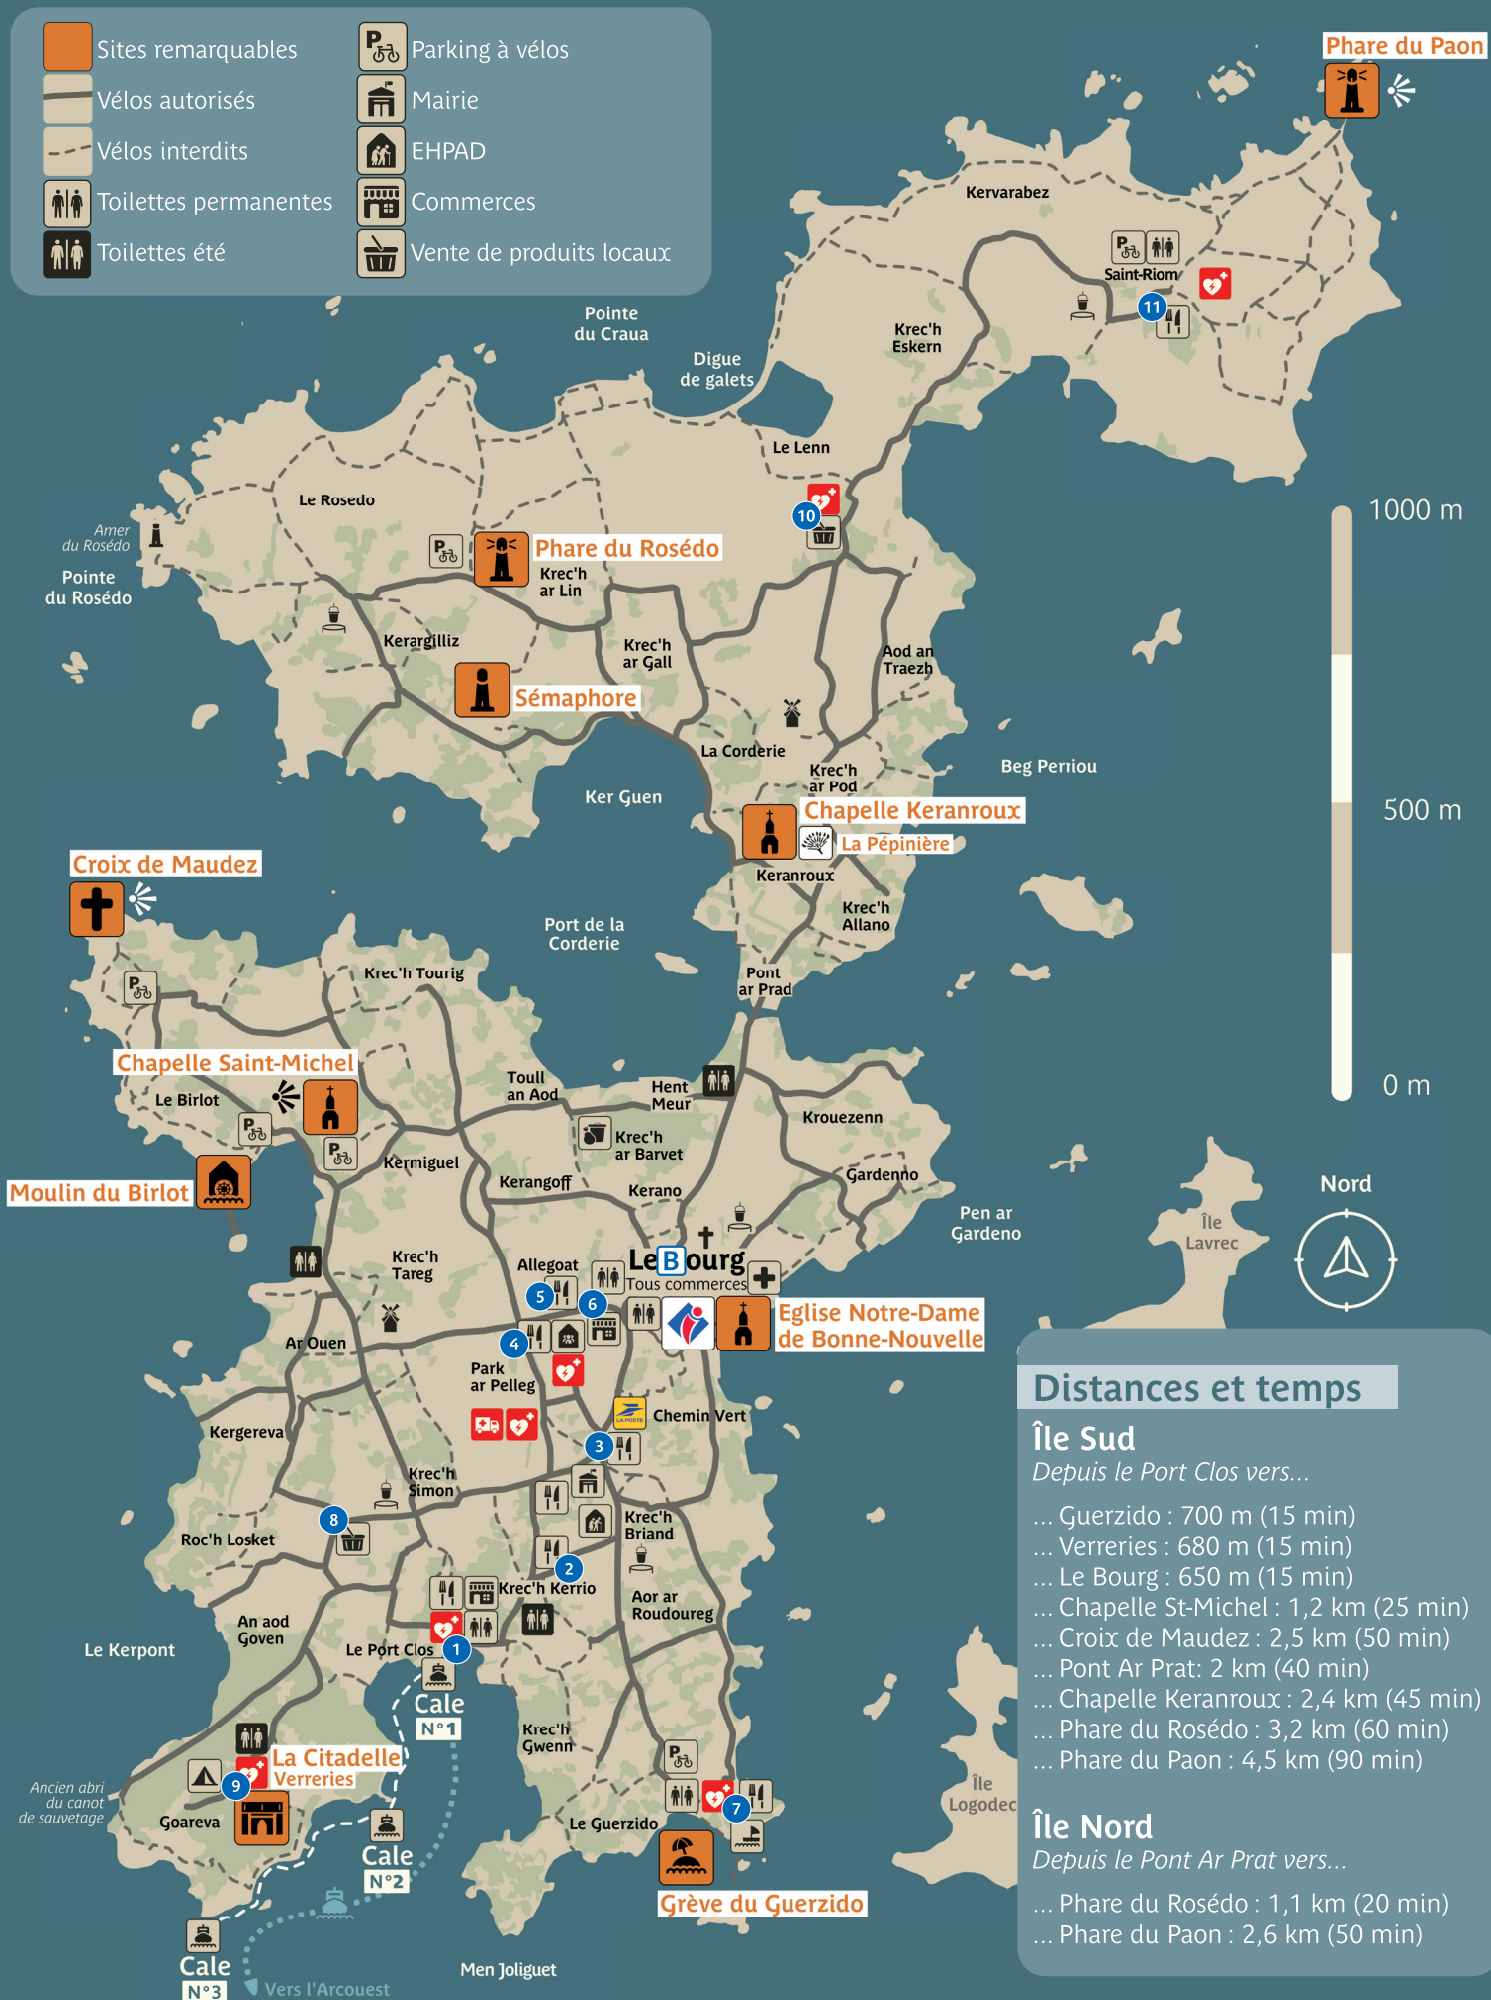 Sites remarquables
Vélos autorisés
Vélos interdits
Toilettes permanentes
Toilettes été
P
Parking à vélos
Mairie
EHPAD
Commerces
Vente de produits locaux
Phare du Paon
Kervarabez
P
Saint-Riom
11
Pointe
du Craua
Digue
de galets
Krec'h
Eskern
Le Lenn
10
Le Rosédo
Amer
du Rosédo
Pointe
du Rosédo
P
Phare du Rosédo
Krec'h
ar Lin
Kerargilliz
Krec'h
ar Gall
Aod an
Traezh
Sémaphore
La Corderie
Krec'h
ar Pod
Beg Perriou
Ker Guen
Chapelle Keranroux
La Pépinière
Keranroux
Krec'h
Allano
Port de la
Corderie
Pont
ar Prad
1000 m
500 m
0 m
Croix de Maudez
P
Krec'h Tourig
Chapelle Saint-Michel
Le Birlot
P
P
Moulin du Birlot
Kermiguel
Toull
an Aod
Hent
Meur
Krec'h
ar Barvet
Krouezenn
Gardenno
Kerangoff
Kerano
Pen ar
Gardeno
Île
Lavrec
Nord
Krec'h
Tareg
Allegoat
Le Bourg
Tous commerces
5
6
4
Eglise Notre-Dame
de Bonne-Nouvelle
Ar Ouen
Park
ar Pelleg
LA POSTE
Chemin Vert
Kergereva
3
Krec'h
Simon
Krec'h
Briand
8
Roc'h Losket
2
Krec'h Kerrio
Aor ar
Roudoureg
An aod
Goven
Le Kerpont
Le Port Clos
1
Cale
N°1
Krec'h
Gwenn
P
La Citadelle
Verreries
9
Ancien abri
du canot
de sauvetage
Goareva
Cale
N°2
Le Guerzido
7
Grève du Guerzido
Cale
N°3
Vers l'Arcouest
Men Joliguet
Île
Logodec
Distances et temps
Île Sud
Depuis le Port Clos vers...
... Guerzido : 700 m (15 min)
... Verreries : 680 m (15 min)
... Le Bourg : 650 m (15 min)
... Chapelle St-Michel : 1,2 km (25 min)
... Croix de Maudez : 2,5 km (50 min)
... Pont Ar Prat: 2 km (40 min)
... Chapelle Keranroux : 2,4 km (45 min)
... Phare du Rosédo : 3,2 km (60 min)
... Phare du Paon : 4,5 km (90 min)
Île Nord
Depuis le Pont Ar Prat vers...
... Phare du Rosédo : 1,1 km (20 min)
... Phare du Paon : 2,6 km (50 min)